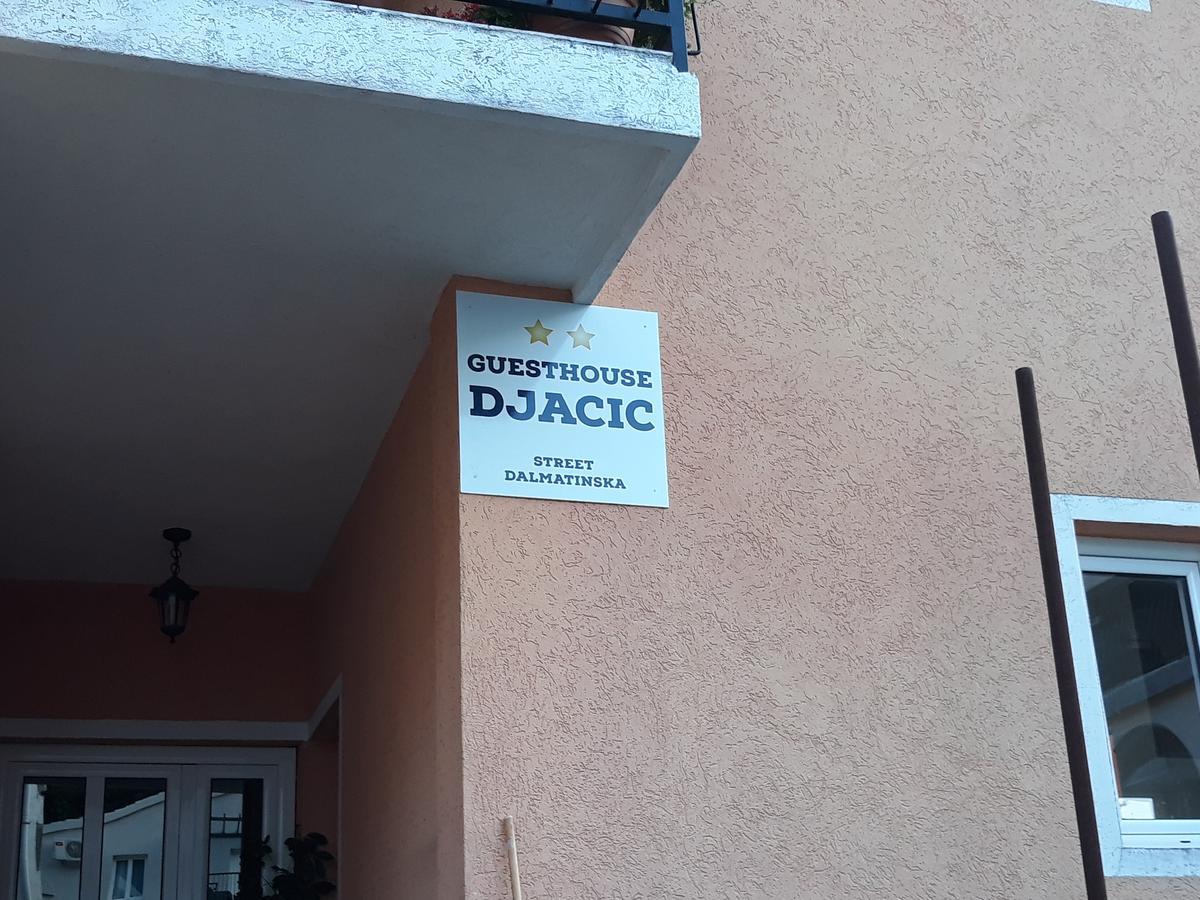 GUESTHOUSE
DJACIC
STREET
DALMATINSKA